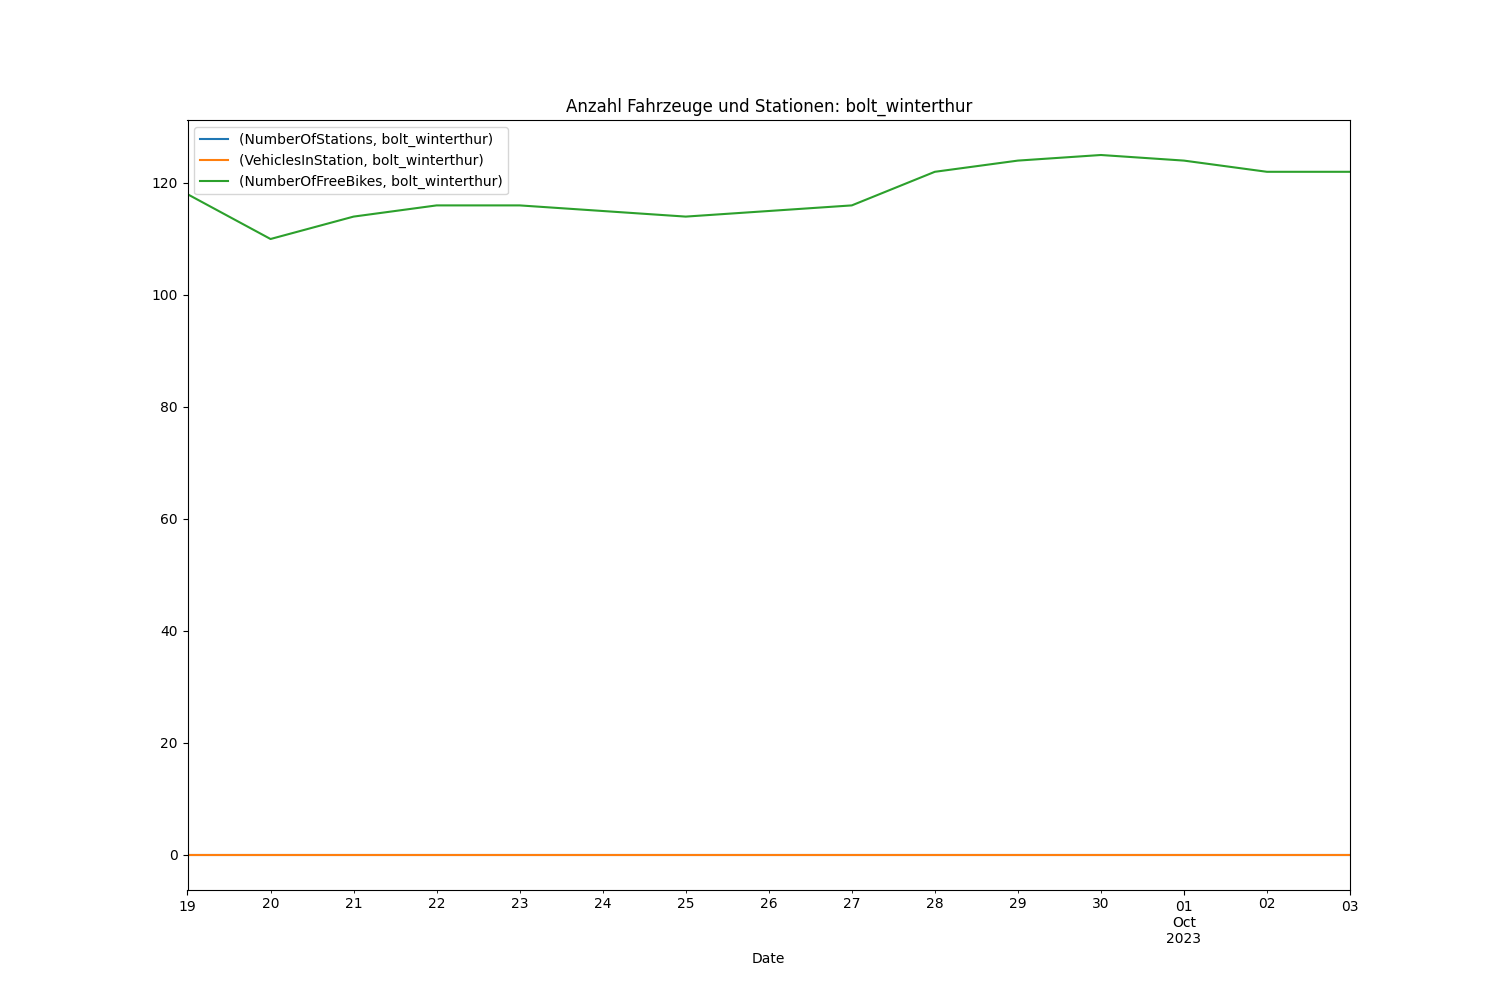 Anzahl Fahrzeuge und Stationen: bolt_winterthur
(NumberOfStations, bolt_winterthur)
(VehiclesInStation, bolt_winterthur)
(NumberOfFreeBikes, bolt_winterthur)
120
100
80
60
40
20
0
19 20 21 22 23 24 25 26 27 28 29 30 01 02 03
Oct
2023
Date